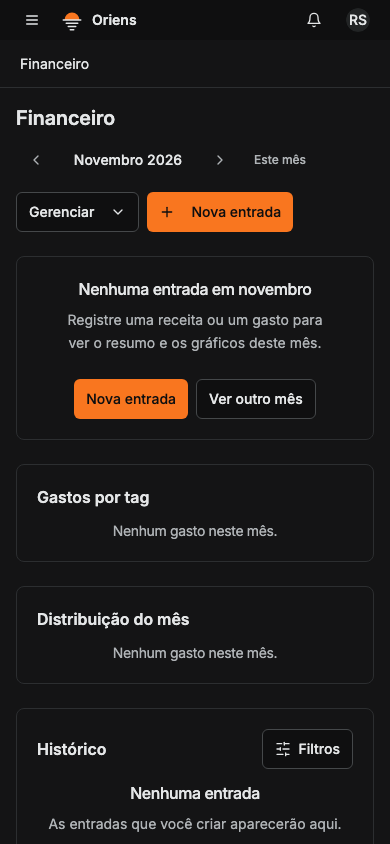 Oriens
RS
Financeiro
Financeiro
Novembro 2026
Este mês
Gerenciar
Nova entrada
Nenhuma entrada em novembro
Registre uma receita ou um gasto para
ver o resumo e os gráficos deste mês.
Nova entrada
Ver outro mês
Gastos por tag
Nenhum gasto neste mês.
Distribuição do mês
Nenhum gasto neste mês.
Histórico
Filtros
Nenhuma entrada
As entradas que você criar aparecerão aqui.